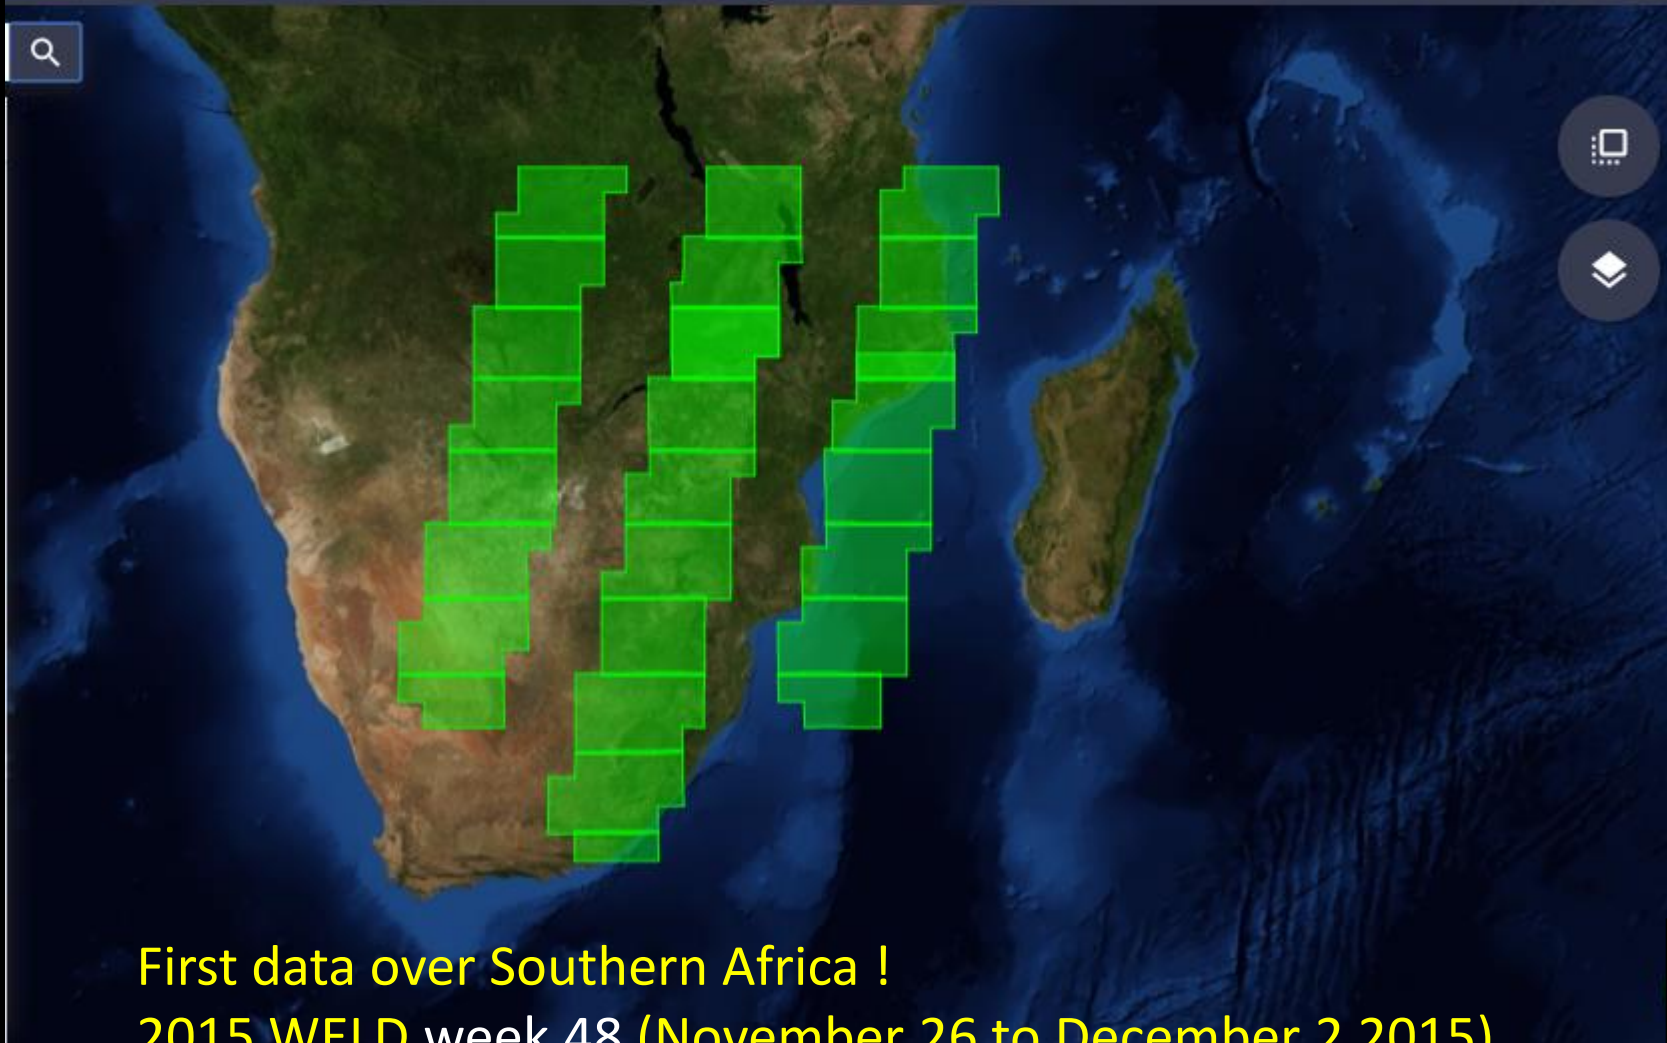 First data over Southern Africa !
2015 WELD week 48 (November 26 to December 2 2015)